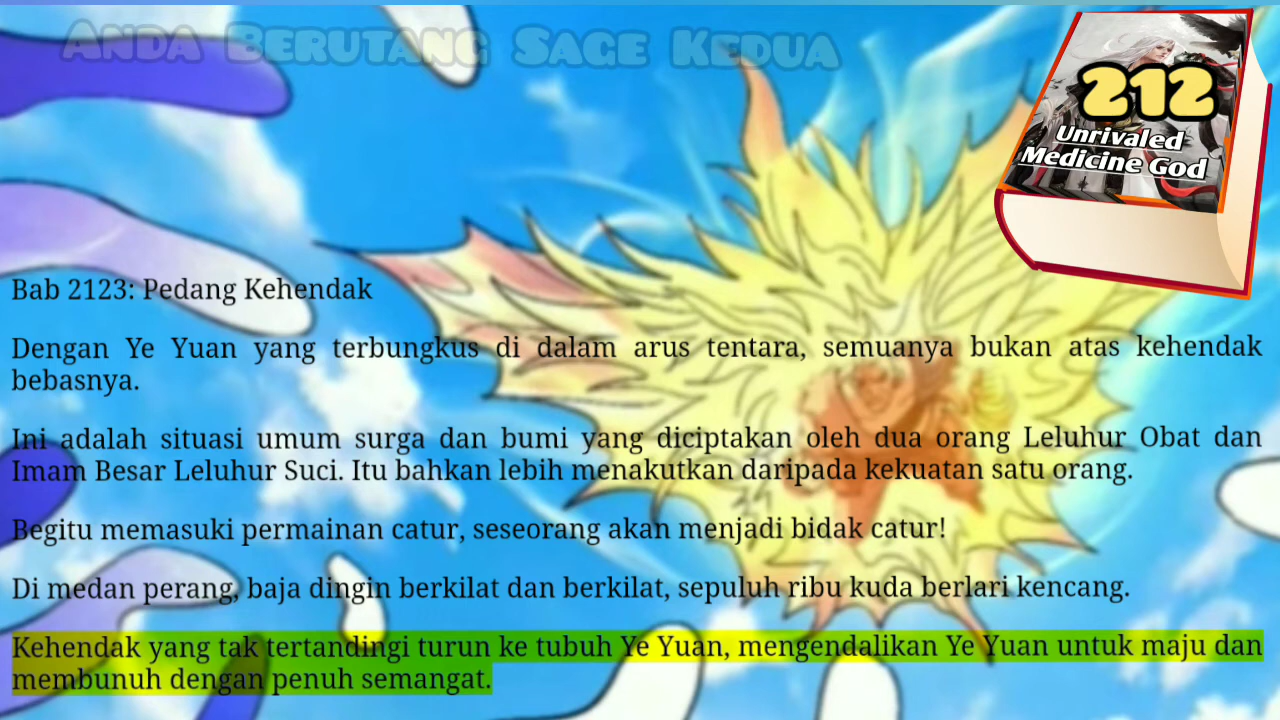 Anda Berutang Sage Kedua
212
Unrivaled
Medicine God
Bab 2123: Pedang Kehendak
Dengan Ye Yuan yang terbungkus di dalam arus tentara, semuanya bukan atas kehendak
bebasnya.
Ini adalah situasi umum surga dan bumi yang diciptakan oleh dua orang Leluhur Obat dan
Imam Besar Leluhur Suci. Itu bahkan lebih menakutkan daripada kekuatan satu orang.
Begitu memasuki permainan catur, seseorang akan menjadi bidak catur!
Di medan perang, baja dingin berkilat dan berkilat, sepuluh ribu kuda berlari kencang.
Kehendak yang tak tertandingi turun ke tubuh Ye Yuan, mengendalikan Ye Yuan untuk maju dan
membunuh dengan penuh semangat.